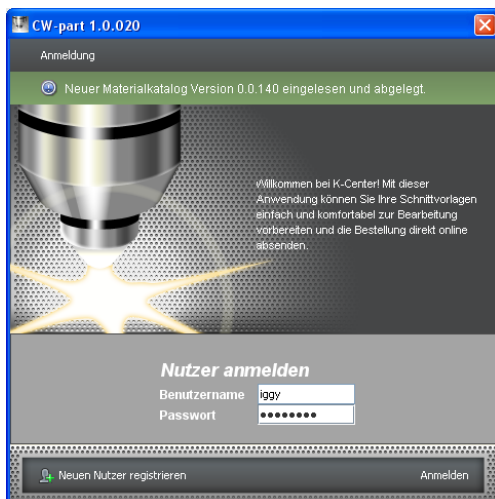 CW-part 1.0.020
Anmeldung
Neuer Materialkatalog Version 0.0.140 eingelesen und abgelegt.
Willkommen bei K-Center! Mit dieser
Anwendung können Sie Ihre Schnittvorlagen
einfach und komfortabel zur Bearbeitung
vorbereiten und die Bestellung direkt online
absenden.
Nutzer anmelden
Benutzername iggy
Passwort ●●●●●●●●
Neuen Nutzer registrieren Anmelden